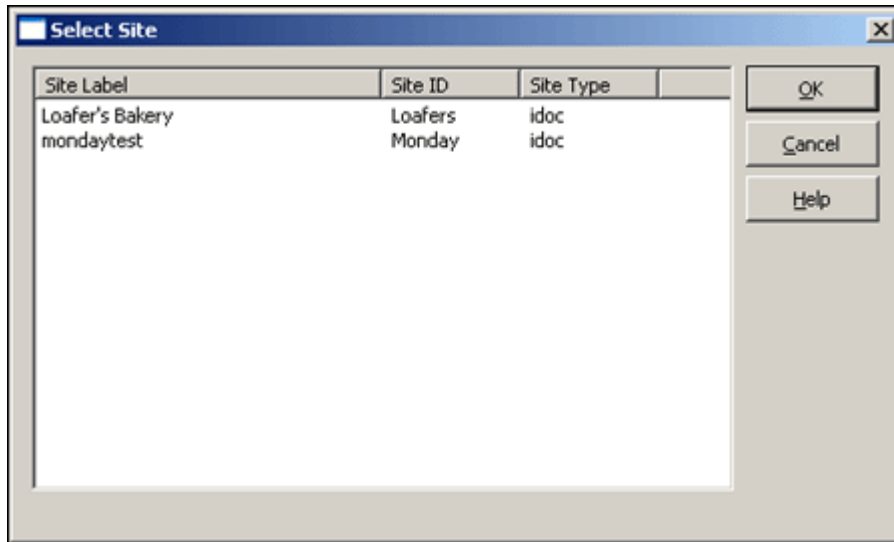 Select Site
Site Label Site ID Site Type
Loafer's Bakery Loafers idoc
mondaytest Monday idoc
OK
Cancel
Help